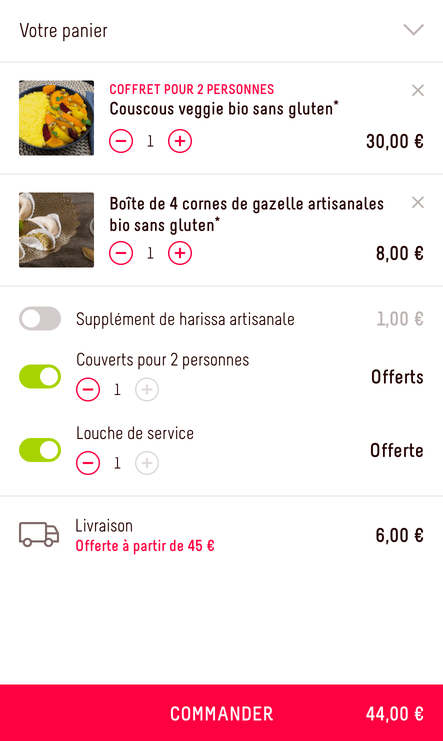 Votre panier
COFFRET POUR 2 PERSONNES
Couscous veggie bio sans gluten*
1
30,00 €
Boîte de 4 cornes de gazelle artisanales
bio sans gluten*
1
8,00 €
Supplément de harissa artisanale
1,00 €
Couverts pour 2 personnes
1
Offerts
Louche de service
1
Offerte
Livraison
Offerte à partir de 45 €
6,00 €
COMMANDER
44,00 €